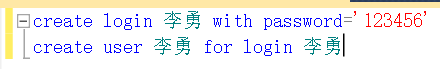 create login 李勇 with password='123456'
create user 李勇 for login 李勇